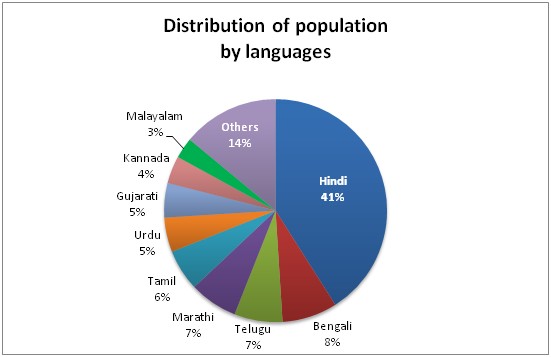 Distribution of population
by languages
Hindi
41%
Bengali
8%
Telugu
7%
Marathi
7%
Tamil
6%
Urdu
5%
Gujarati
5%
Kannada
4%
Malayalam
3%
Others
14%